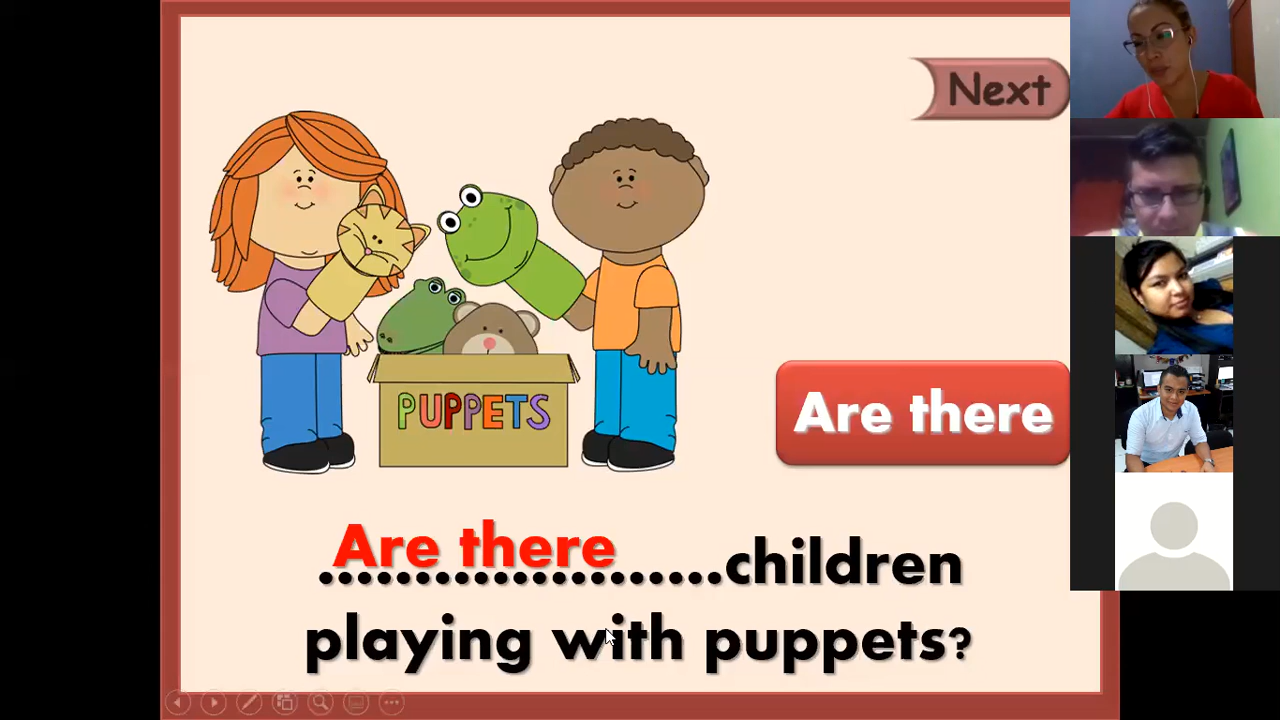 Next
PUPPETS
Are there
Are there
....................children
playing with puppets?